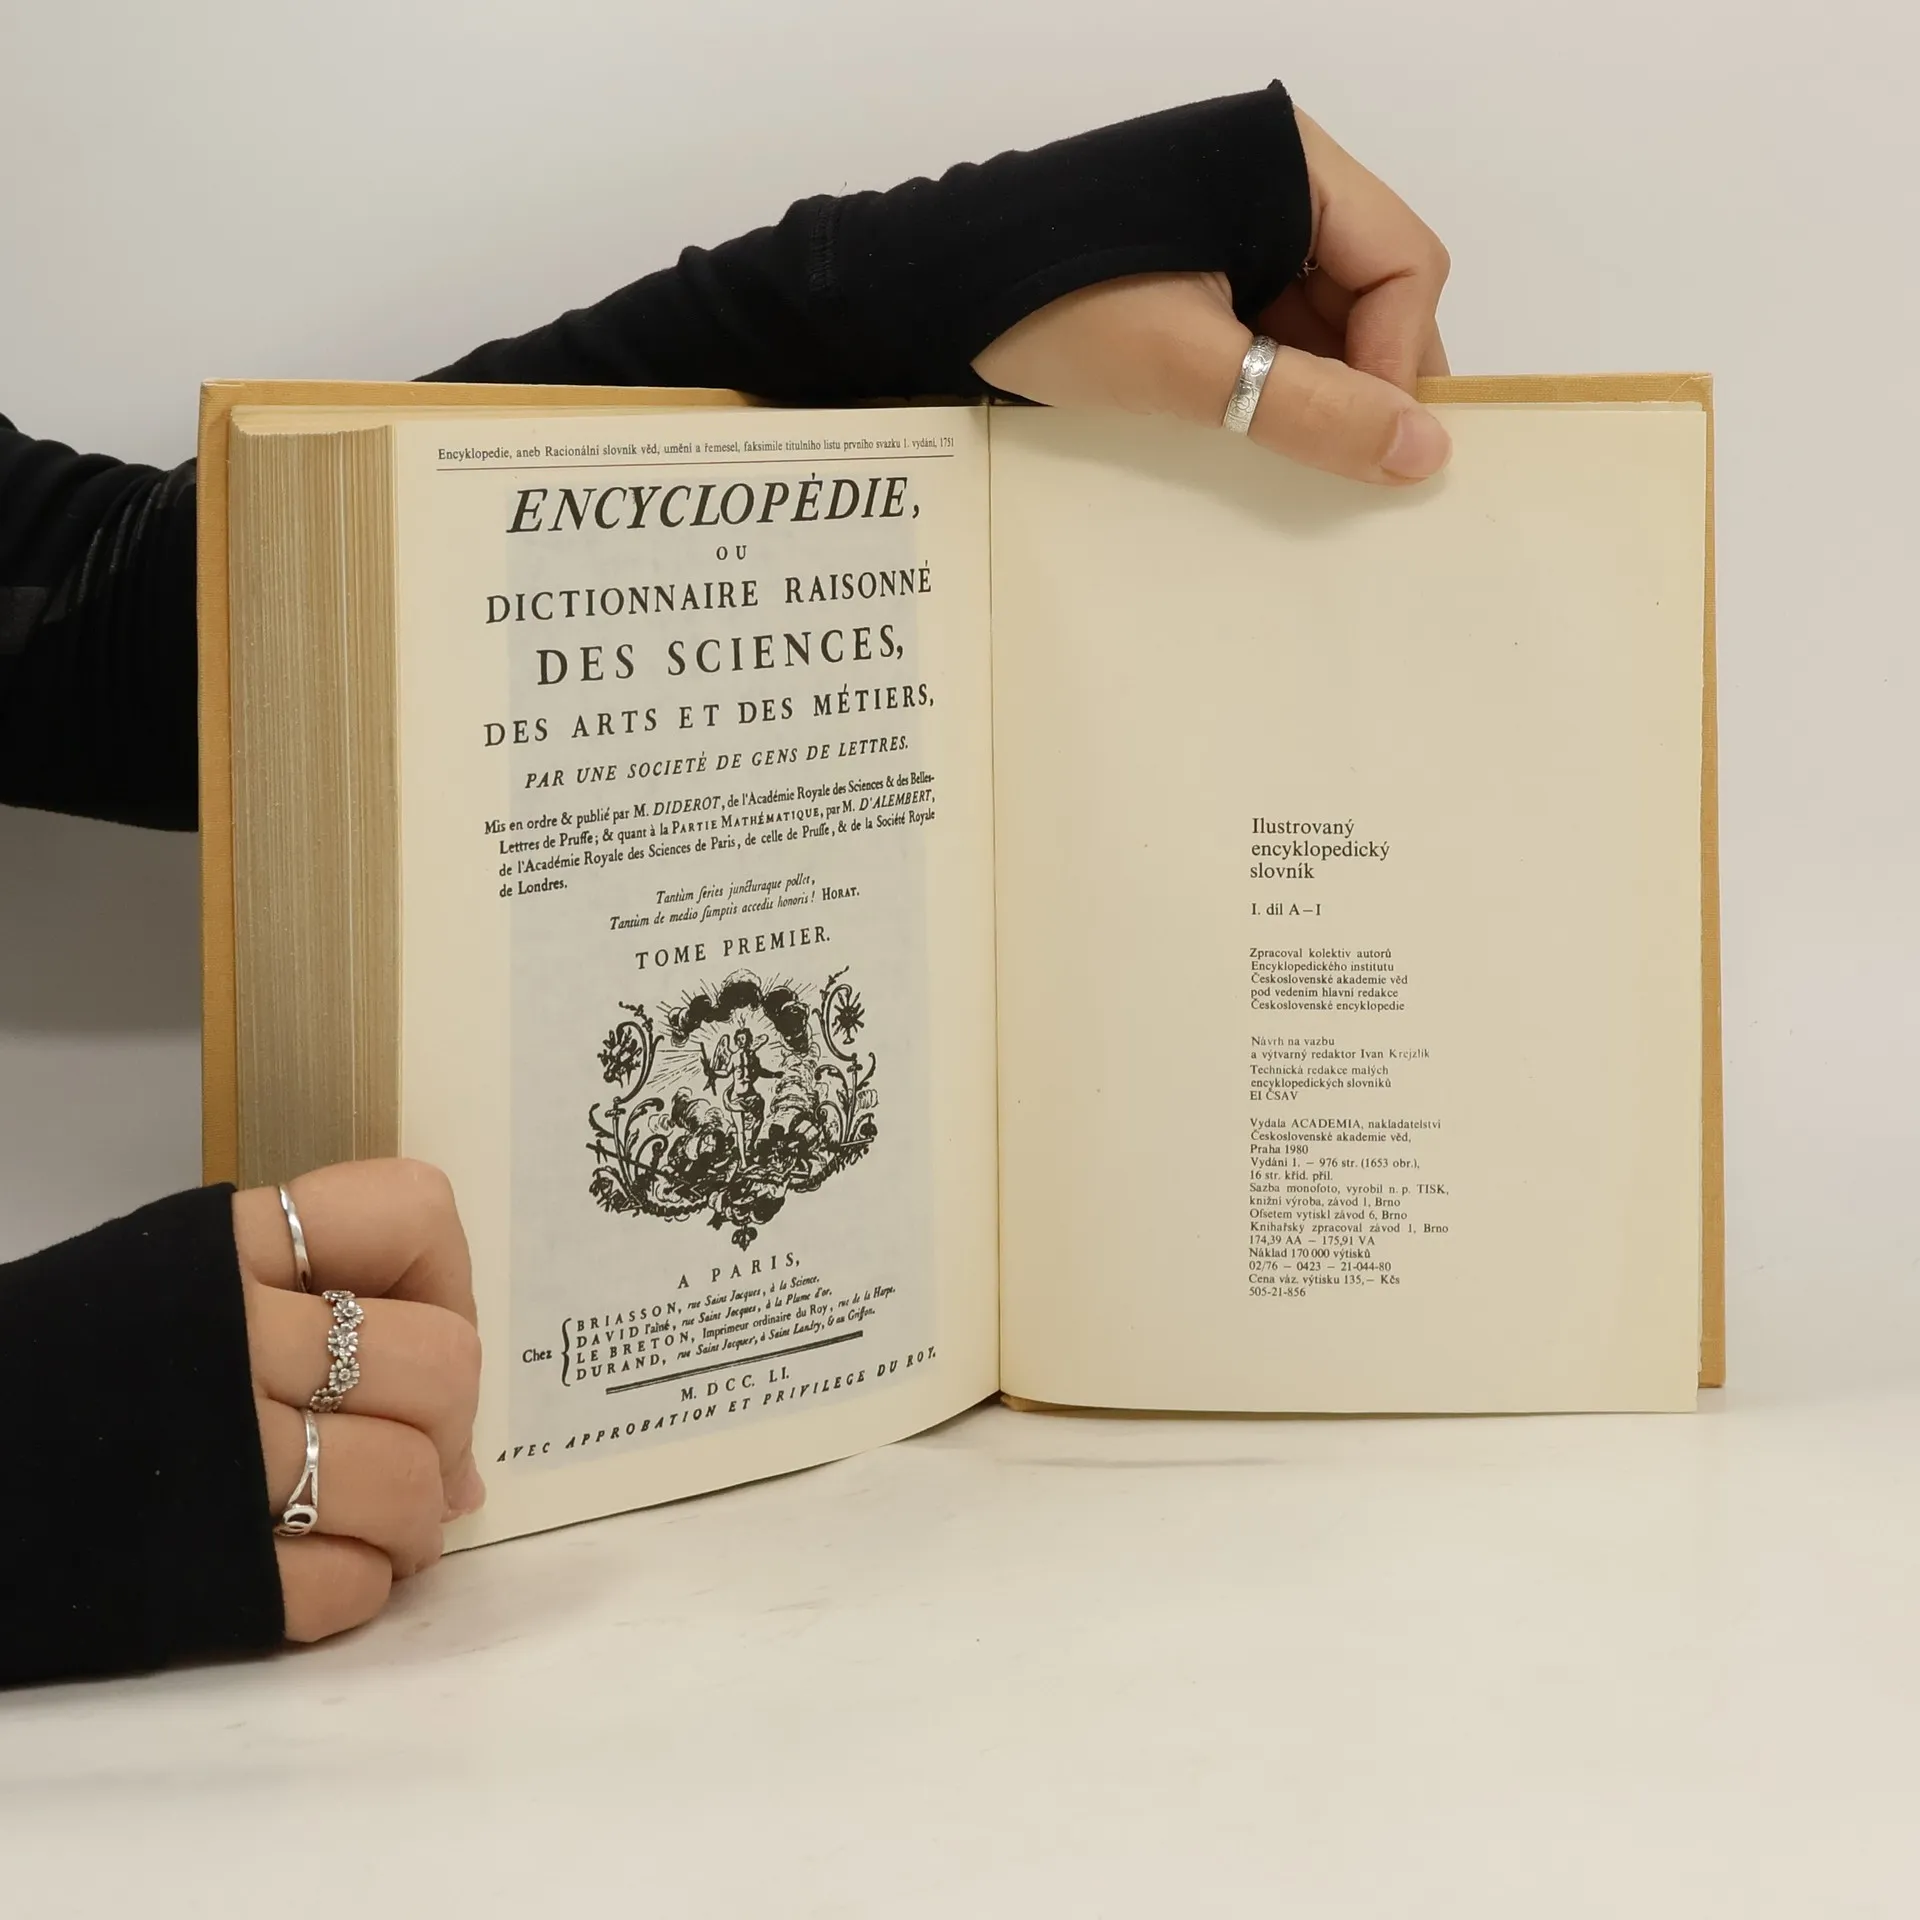 Encyklopedie, aneb Racionální slovník věd, umění a řemesel, faksimile titulního listu prvního svazku 1. vydání, 1751
ENCYCLOPÉDIE,
OU
DICTIONNAIRE RAISONNÉ
DES SCIENCES,
DES ARTS ET DES MÉTIERS,
PAR UNE SOCIETÉ DE GENS DE LETTRES.
Mis en ordre & publié par M. DIDEROT, de l'Académie Royale des Sciences & des Belles-
Lettres de Prusse; & quant à la PARTIE MATHÉMATIQUE, par M. D'ALEMBERT,
de l'Académie Royale des Sciences de Paris, de celle de Prusse, & de la Société Royale
de Londres.
Tantùm series juncturaque pollet,
Tantùm de medio sumptis accedit honoris! HORAT.
TOME PREMIER.
A PARIS,
Chez
BRIASSON, rue Saint Jacques, à la Science.
DAVID l'aîné, rue Saint Jacques, à la Plume d'or.
LE BRETON, Imprimeur ordinaire du Roy, rue de la Harpe.
DURAND, rue Saint Jacques, à Saint Landry, & au Griffon.
M. DCC. LI.
AVEC APPROBATION ET PRIVILEGE DU ROY.
Ilustrovaný
encyklopedický
slovník
I. díl A–I
Zpracoval kolektiv autorů
Encyklopedického institutu
Československé akademie věd
pod vedením hlavní redakce
Československé encyklopedie
Návrh na vazbu
a výtvarný redaktor Ivan Krejzlík
Technická redakce malých
encyklopedických slovníků
EI ČSAV
Vydala ACADEMIA, nakladatelství
Československé akademie věd,
Praha 1980
Vydání 1. – 976 str. (1653 obr.),
16 str. kříd. příl.
Sazba monofoto, vyrobil n. p. TISK,
knižní výroba, závod 1, Brno
Ofsetem vytiskl závod 6, Brno
Knihařsky zpracoval závod 1, Brno
174,39 AA – 175,91 VA
Náklad 170 000 výtisků
02/76 – 0423 – 21-044-80
Cena váz. výtisku 135,– Kčs
505-21-856